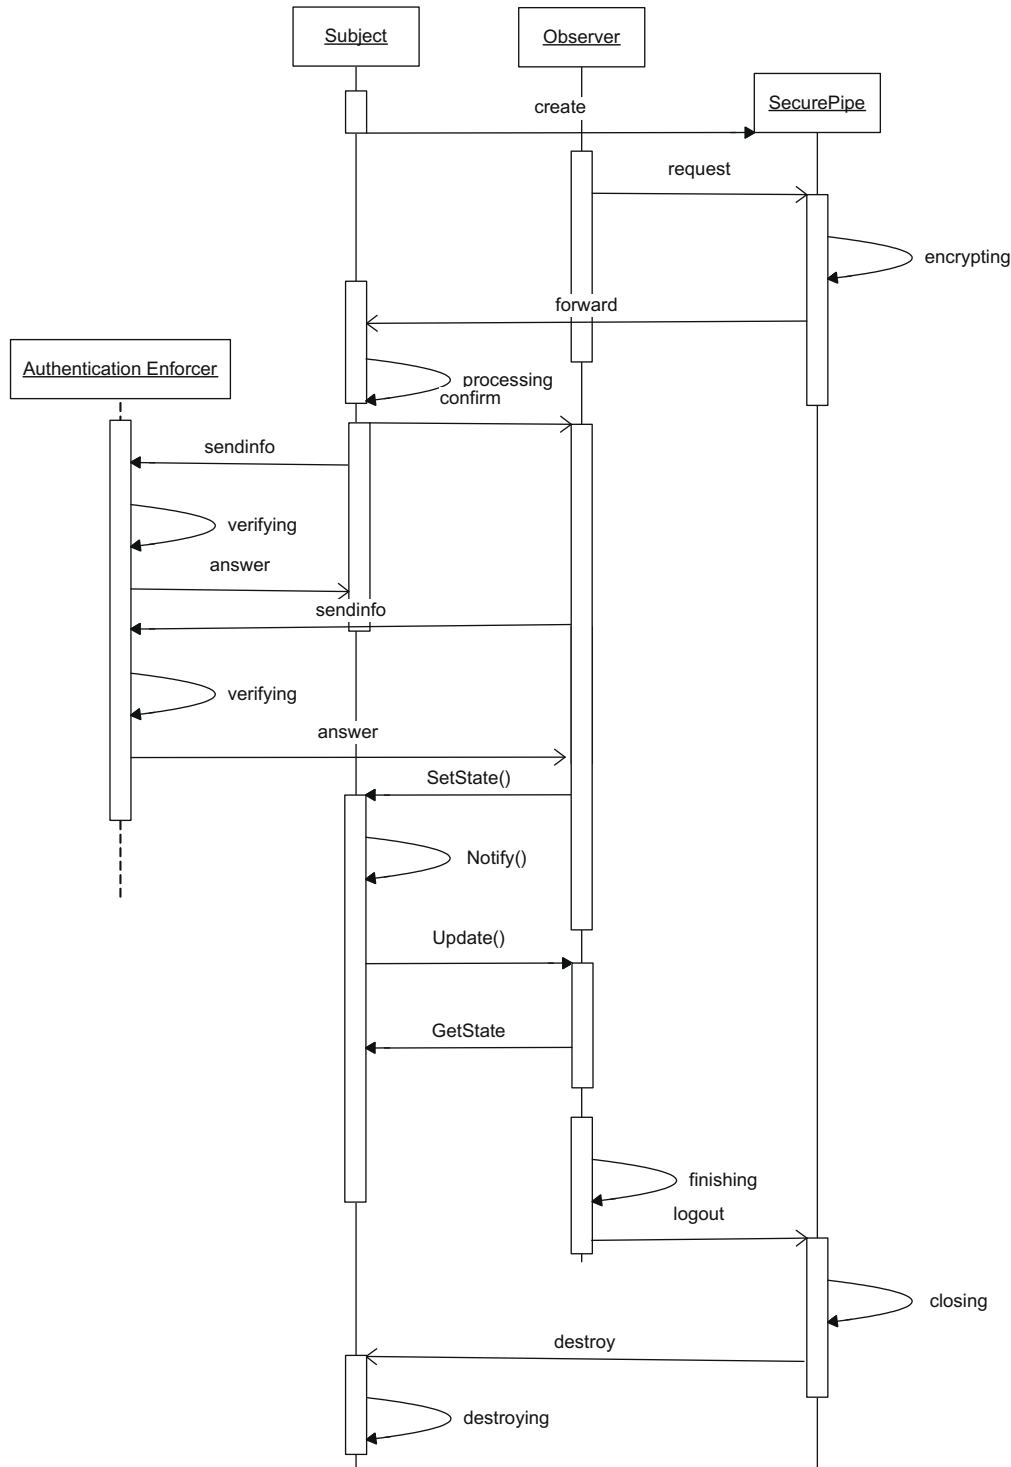 Subject
Observer
SecurePipe
create
request
encrypting
forward
Authentication Enforcer
processing
confirm
sendinfo
verifying
answer
sendinfo
verifying
answer
SetState()
Notify()
Update()
GetState
finishing
logout
closing
destroy
destroying